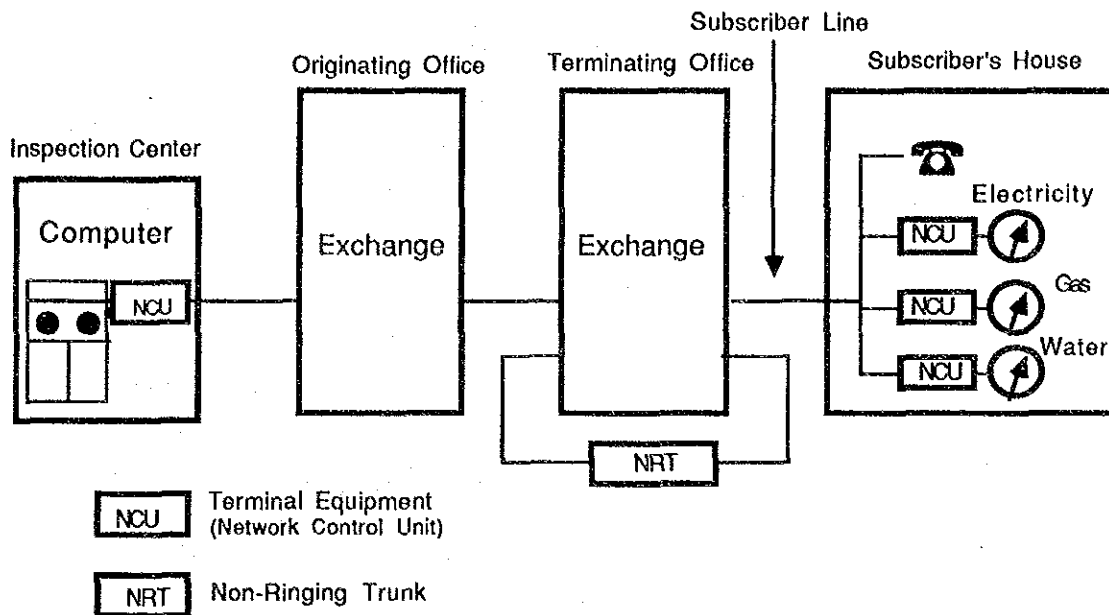 Subscriber Line
Originating Office
Terminating Office
Subscriber's House
Inspection Center
Computer
NCU
Exchange
Exchange
Electricity
NCU
Gas
NCU
Water
NCU
NRT
NCU
Terminal Equipment
(Network Control Unit)
NRT
Non-Ringing Trunk